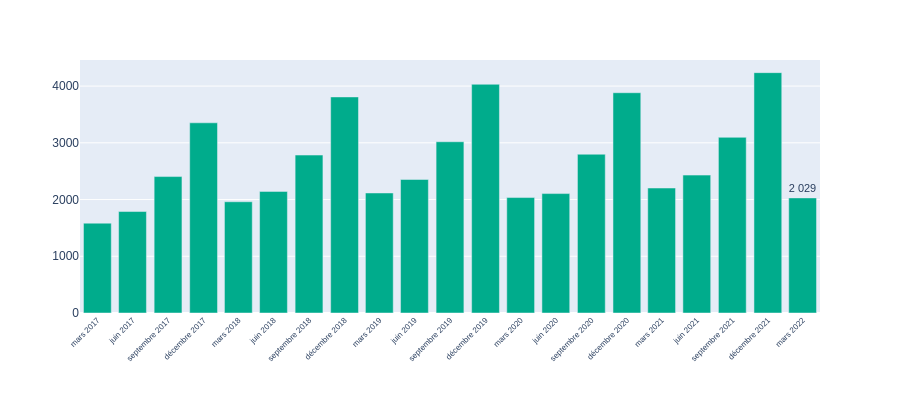 4000
3000
2000
1000
0
2 029
mars 2017
juin 2017
septembre 2017
décembre 2017
mars 2018
juin 2018
septembre 2018
décembre 2018
mars 2019
juin 2019
septembre 2019
décembre 2019
mars 2020
juin 2020
septembre 2020
décembre 2020
mars 2021
juin 2021
septembre 2021
décembre 2021
mars 2022